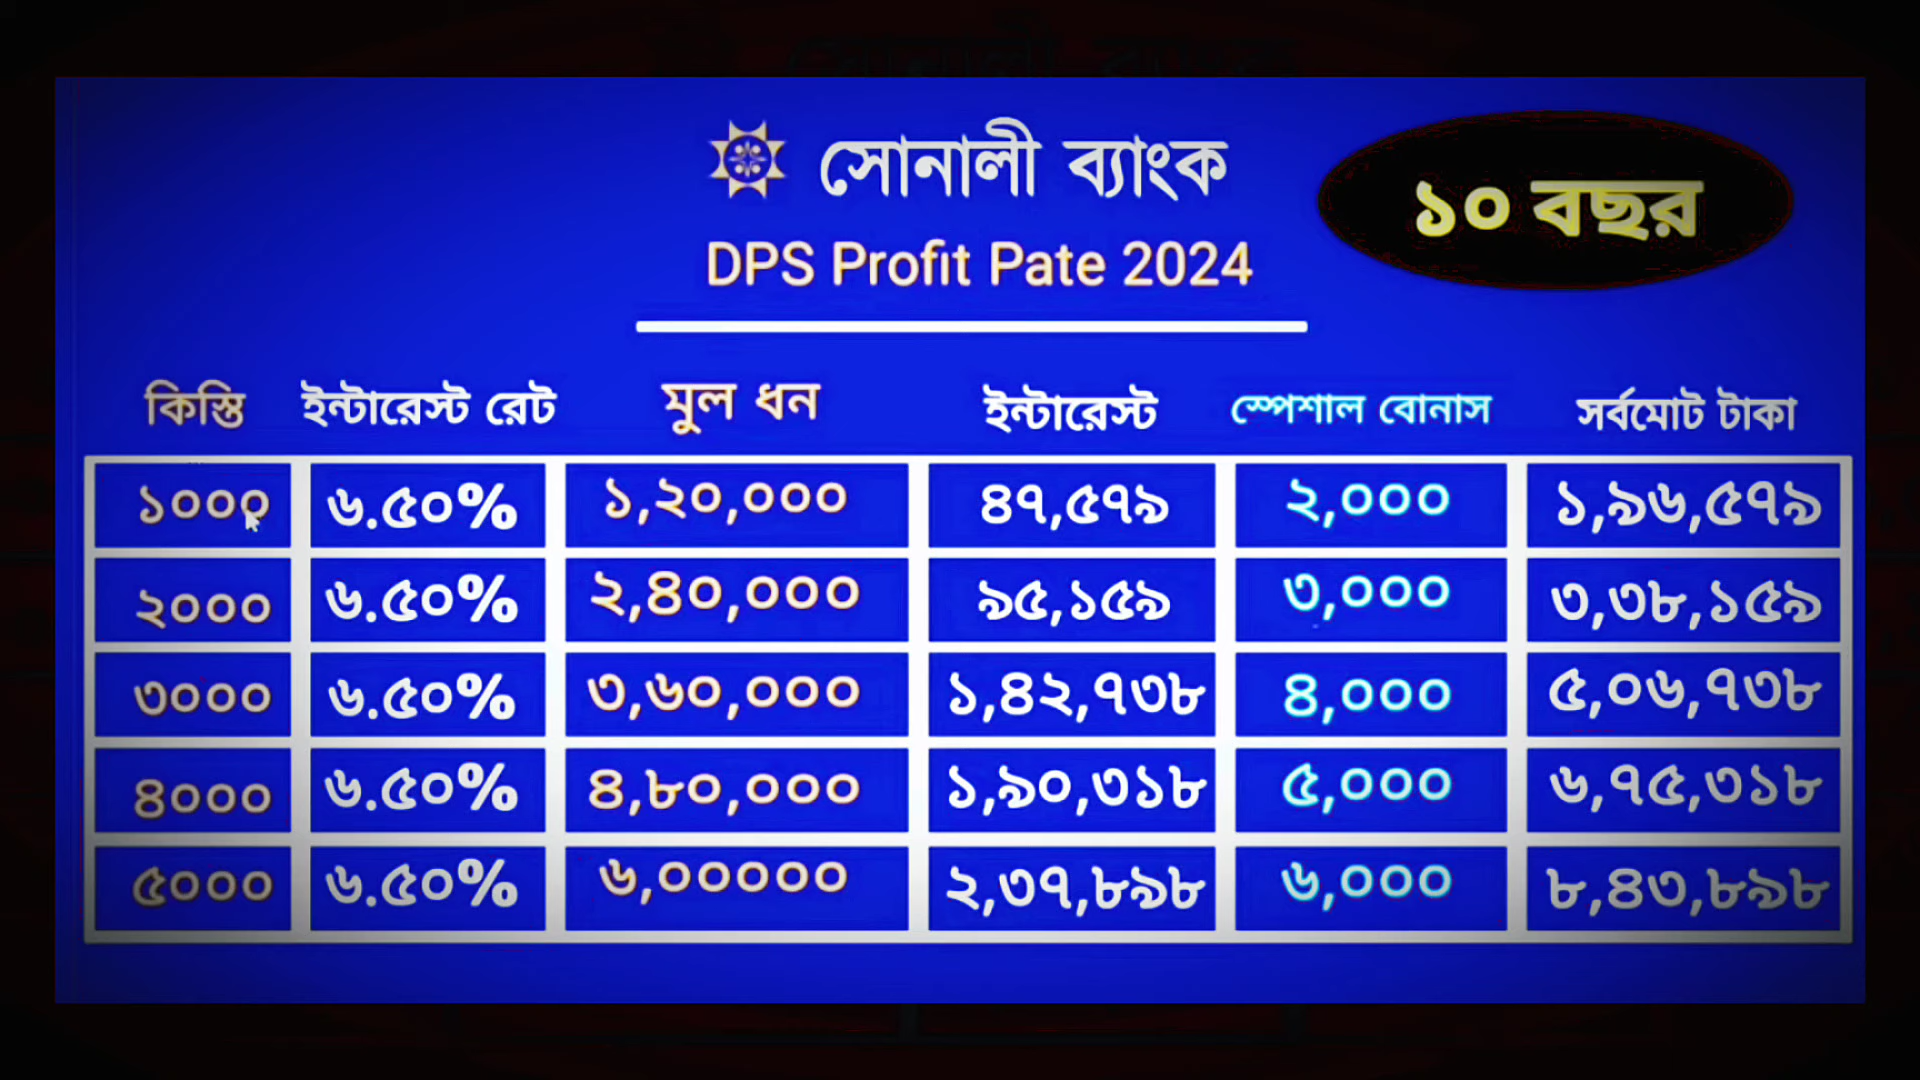 সোনালী ব্যাংক
১০ বছর
DPS Profit Pate 2024
কিস্তি ইন্টারেস্ট রেট মুল ধন ইন্টারেস্ট স্পেশাল বোনাস সর্বমোট টাকা
১০০০ ৬.৫০% ১,২০,০০০ ৪৭,৫৭৯ ২,০০০ ১,৯৬,৫৭৯
২০০০ ৬.৫০% ২,৪০,০০০ ৯৫,১৫৯ ৩,০০০ ৩,৩৮,১৫৯
৩০০০ ৬.৫০% ৩,৬০,০০০ ১,৪২,৭৩৮ ৪,০০০ ৫,০৬,৭৩৮
৪০০০ ৬.৫০% ৪,৮০,০০০ ১,৯০,৩১৮ ৫,০০০ ৬,৭৫,৩১৮
৫০০০ ৬.৫০% ৬,০০০০০ ২,৩৭,৮৯৮ ৬,০০০ ৮,৪৩,৮৯৮